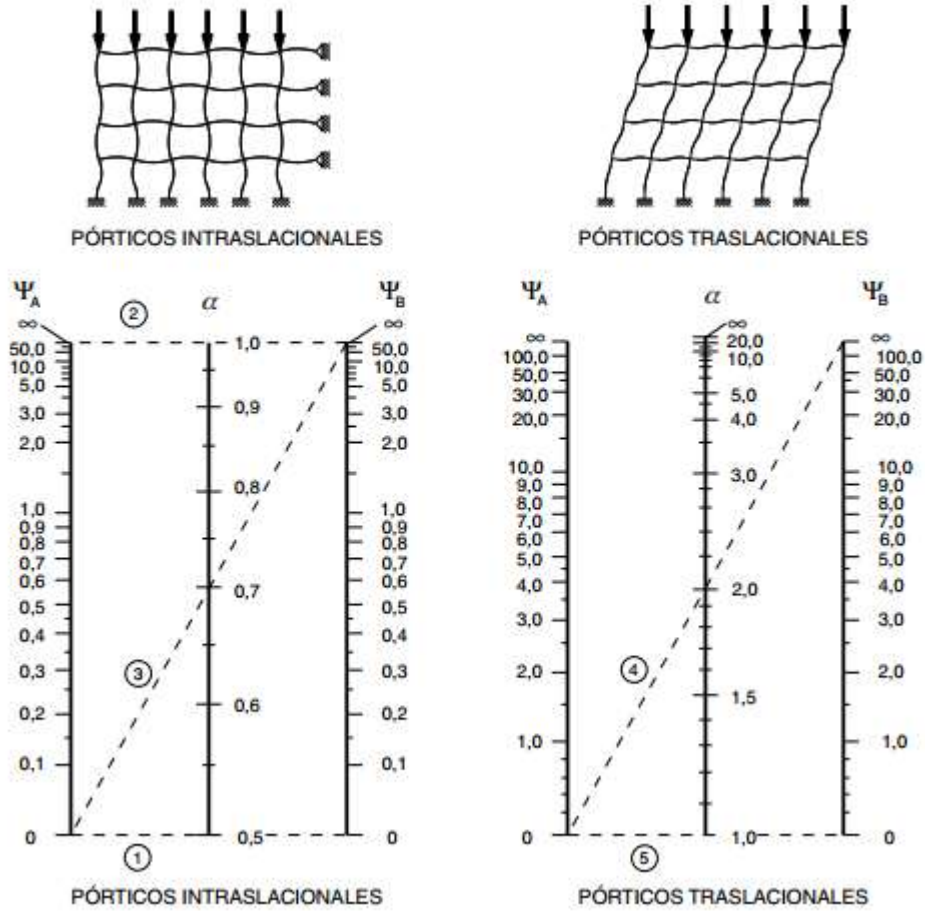 PÓRTICOS INTRASLACIONALES
PÓRTICOS TRASLACIONALES
Ψ_A α Ψ_B
∞ ② ∞
50,0 1,0 50,0
10,0 10,0
5,0 5,0
0,9
3,0 3,0
2,0 2,0
0,8
1,0 1,0
0,9 0,9
0,8 0,8
0,7 0,7
0,6 0,7 0,6
0,5 0,5
0,4 0,4
0,3 ③ 0,3
0,6
0,2 0,2
0,1 0,1
0 0,5 0
①
PÓRTICOS INTRASLACIONALES
Ψ_A α Ψ_B
∞ ∞ ∞
20,0
100,0 10,0 100,0
50,0 50,0
30,0 5,0 30,0
20,0 4,0 20,0
10,0 3,0 10,0
9,0 9,0
8,0 8,0
7,0 7,0
6,0 6,0
5,0 5,0
4,0 2,0 4,0
3,0 3,0
2,0 ④ 2,0
1,5
1,0 1,0
0 1,0 0
⑤
PÓRTICOS TRASLACIONALES